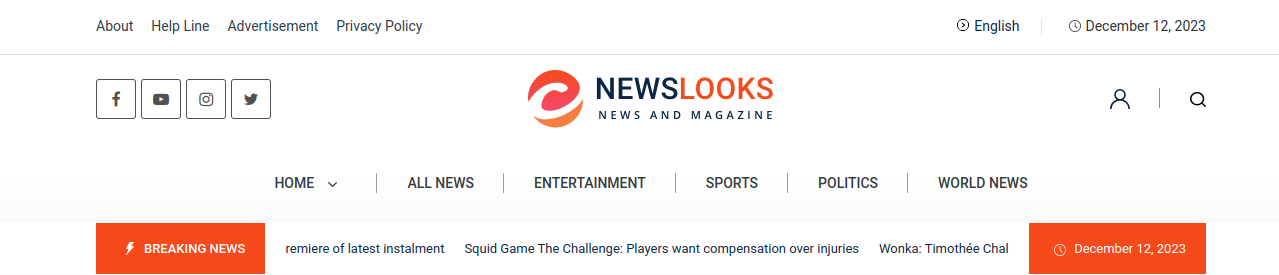 About Help Line Advertisement Privacy Policy English December 12, 2023
NEWSLOOKS
NEWS AND MAGAZINE
HOME ALL NEWS ENTERTAINMENT SPORTS POLITICS WORLD NEWS
BREAKING NEWS remiere of latest instalment Squid Game The Challenge: Players want compensation over injuries Wonka: Timothée Chal December 12, 2023